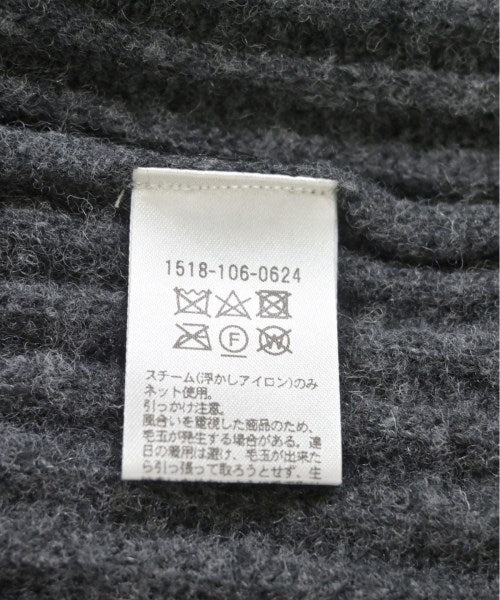 1518-106-0624
F W
スチーム(浮かしアイロン)のみ
ネット使用。
引っかけ注意。
風合いを重視した商品のため、
毛玉が発生する場合がある。連
日の着用は避け、毛玉が出来た
ら引っ張って取ろうとせず、生